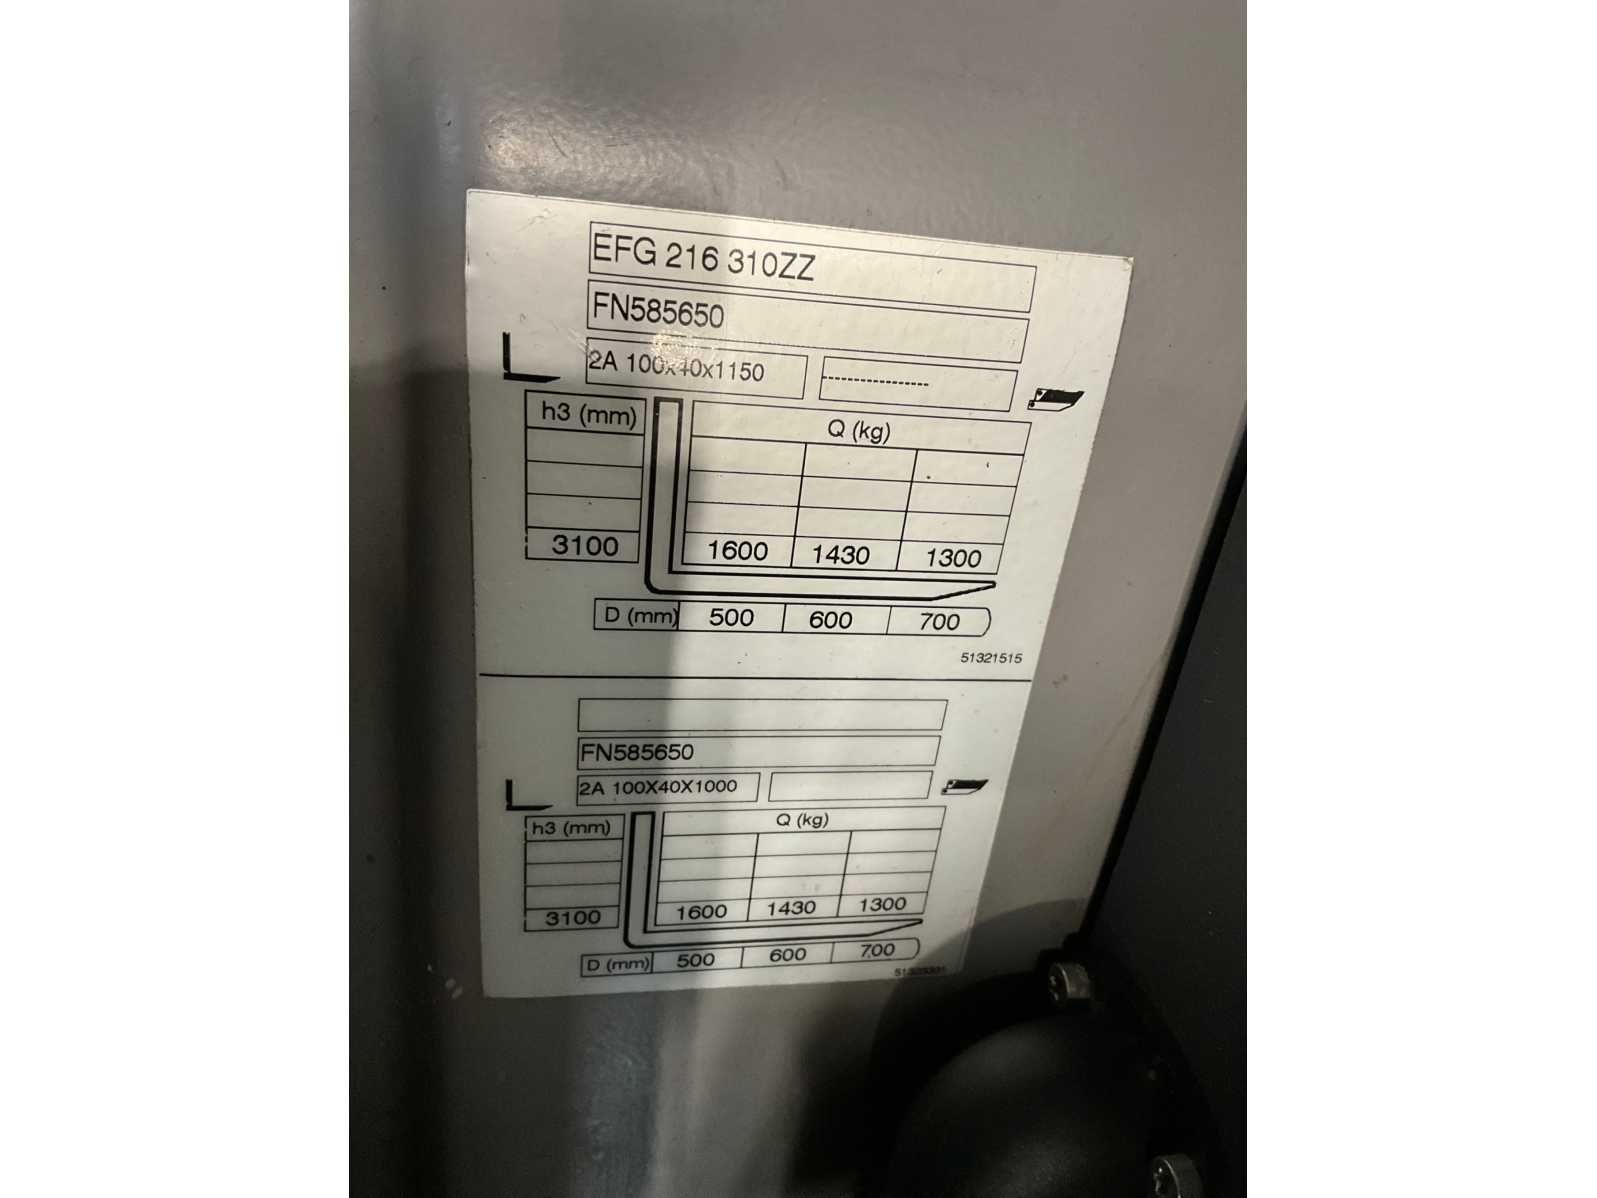 EFG 216 310ZZ
FN585650
2A 100x40x1150 ----------------
h3 (mm) Q (kg)
3100 1600 1430 1300
D (mm) 500 600 700
51321515
FN585650
2A 100X40X1000
h3 (mm) Q (kg)
3100 1600 1430 1300
D (mm) 500 600 700